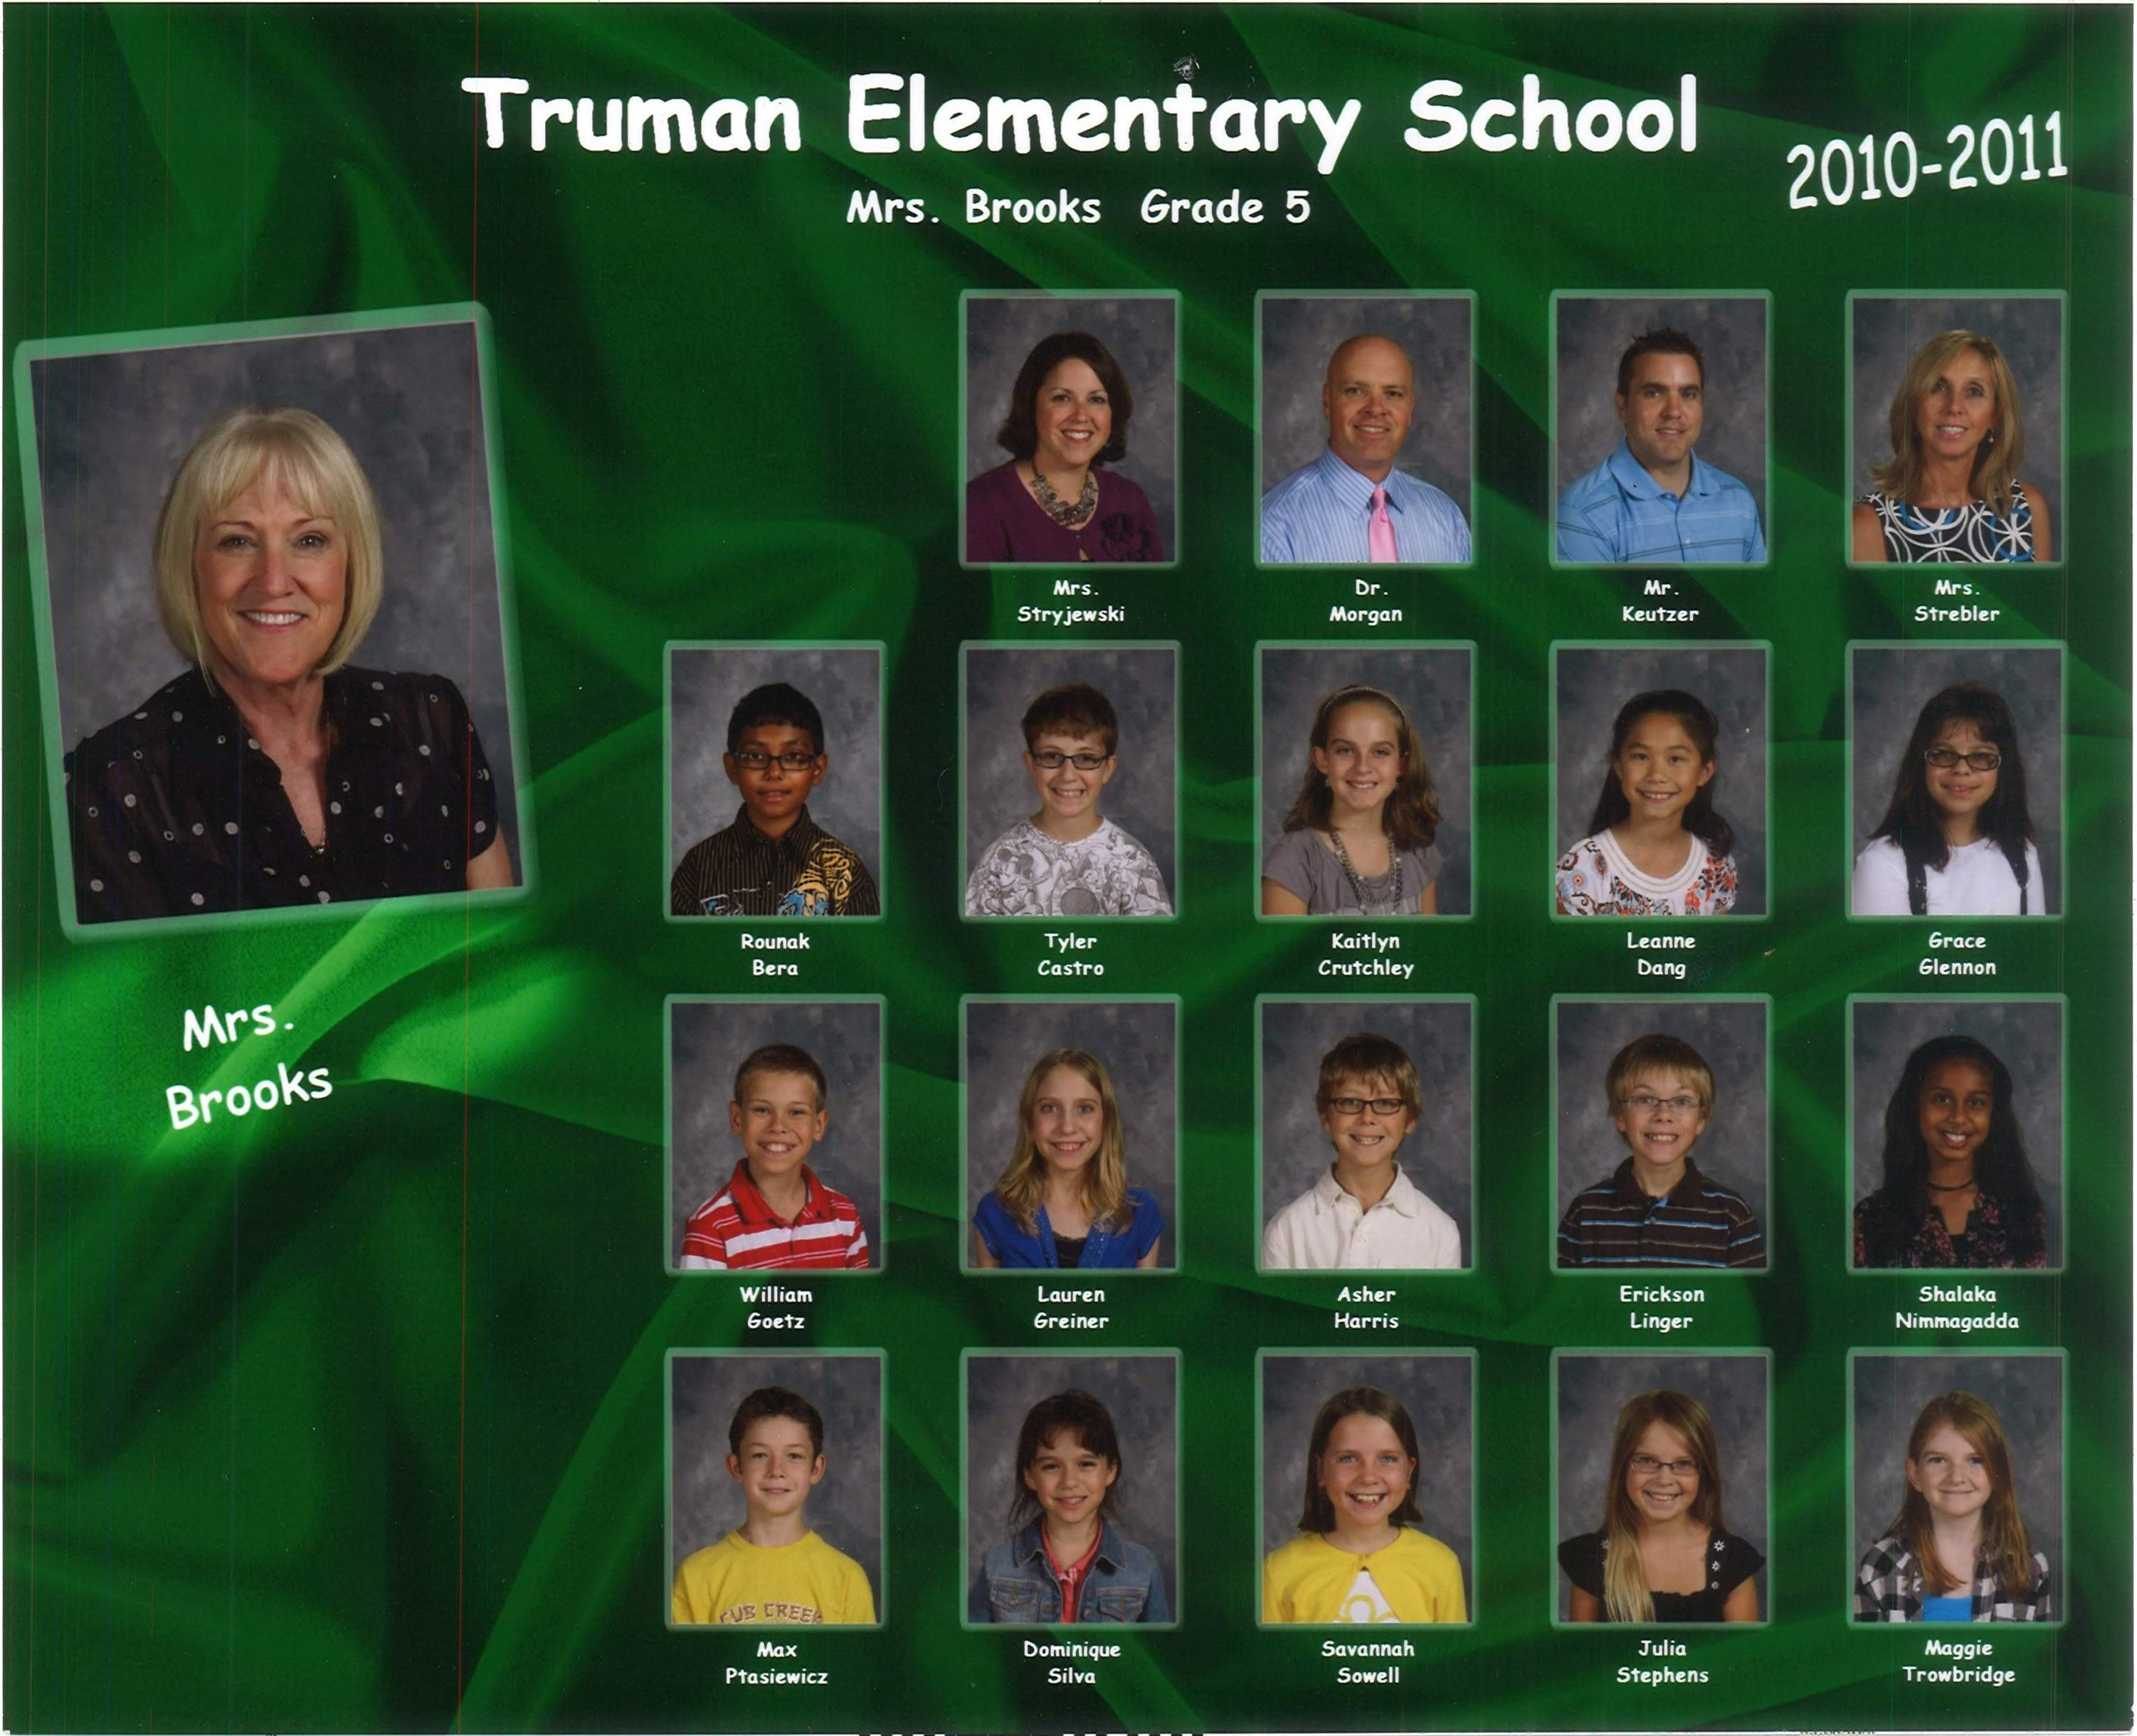 Truman Elementary School
2010-2011
Mrs. Brooks Grade 5
Mrs.
Brooks
Mrs.
Stryjewski
Dr.
Morgan
Mr.
Keutzer
Mrs.
Strebler
Rounak
Bera
Tyler
Castro
Kaitlyn
Crutchley
Leanne
Dang
Grace
Glennon
William
Goetz
Lauren
Greiner
Asher
Harris
Erickson
Linger
Shalaka
Nimmagadda
CUB CREEK
Max
Ptasiewicz
Dominique
Silva
Savannah
Sowell
Julia
Stephens
Maggie
Trowbridge